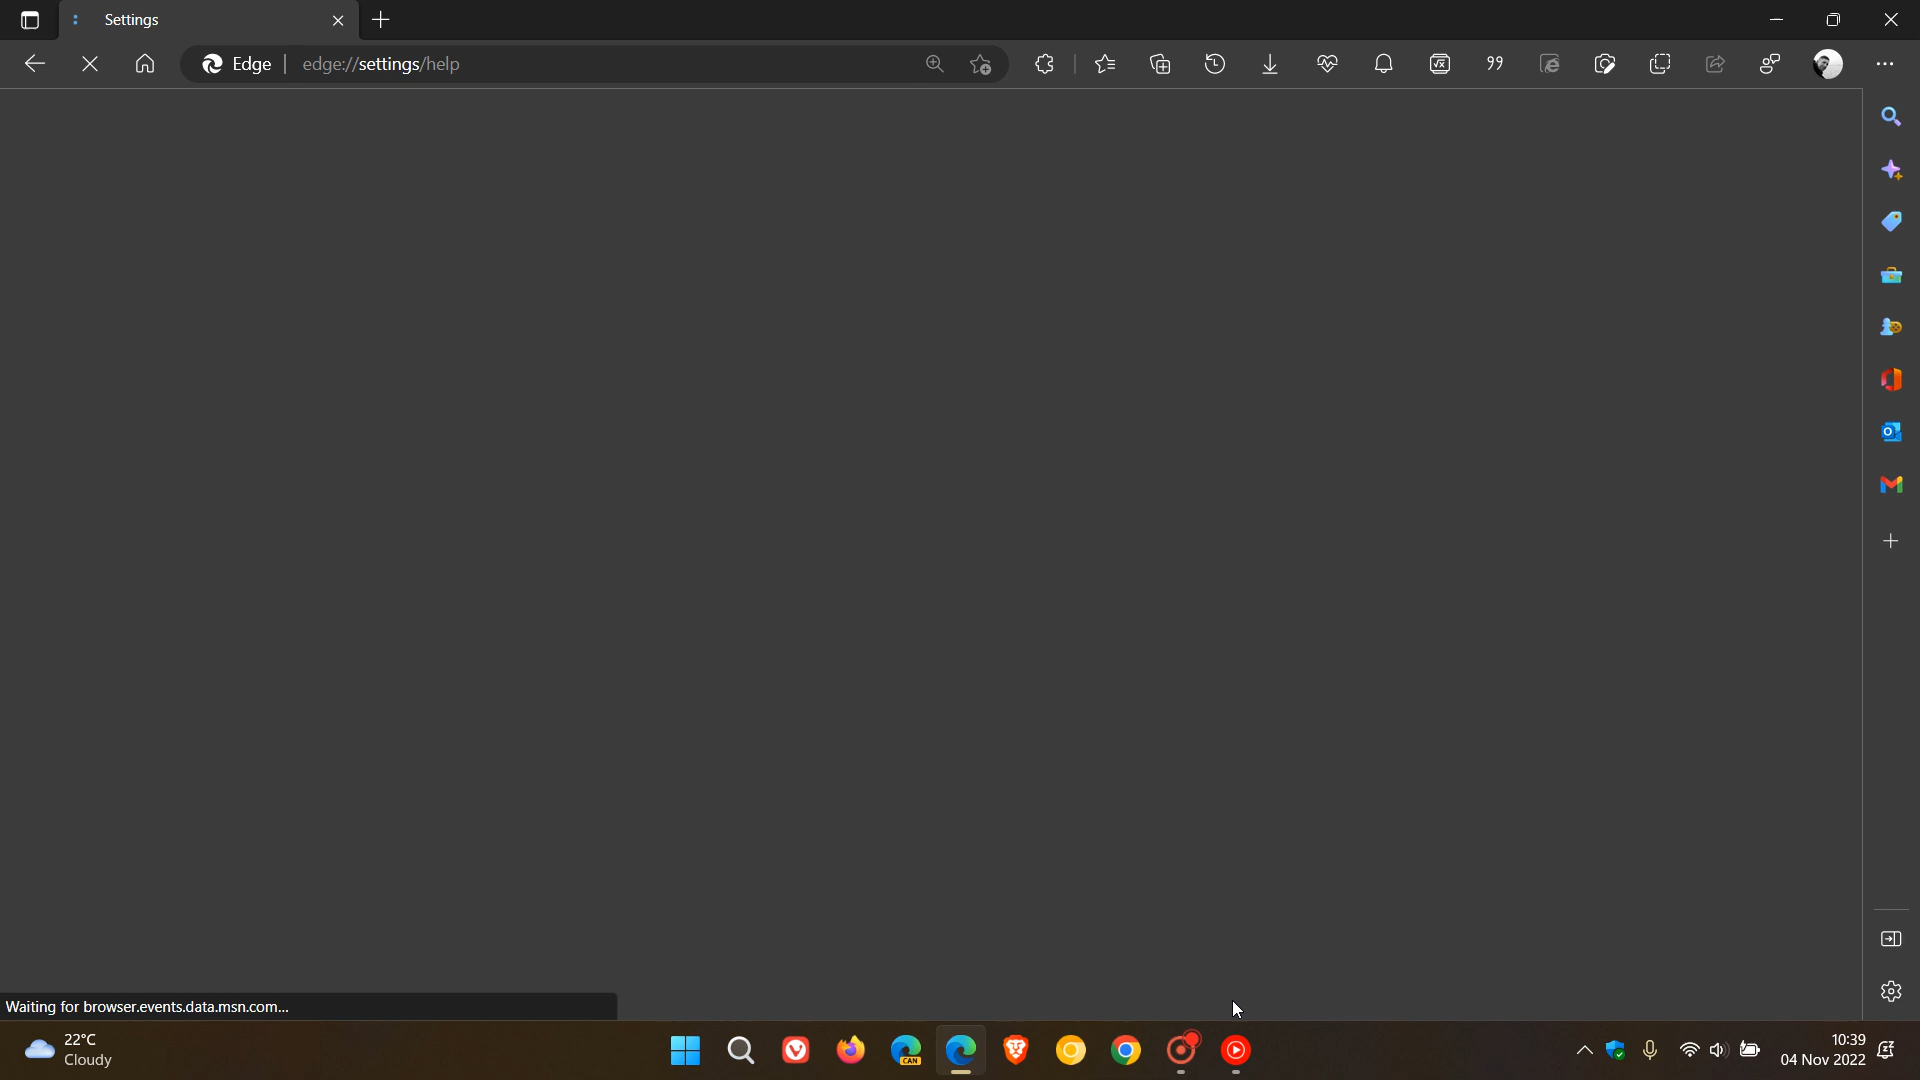 Settings
Edge
edge://settings/help
Waiting for browser.events.data.msn.com...
22°C
Cloudy
CAN
10:39
04 Nov 2022